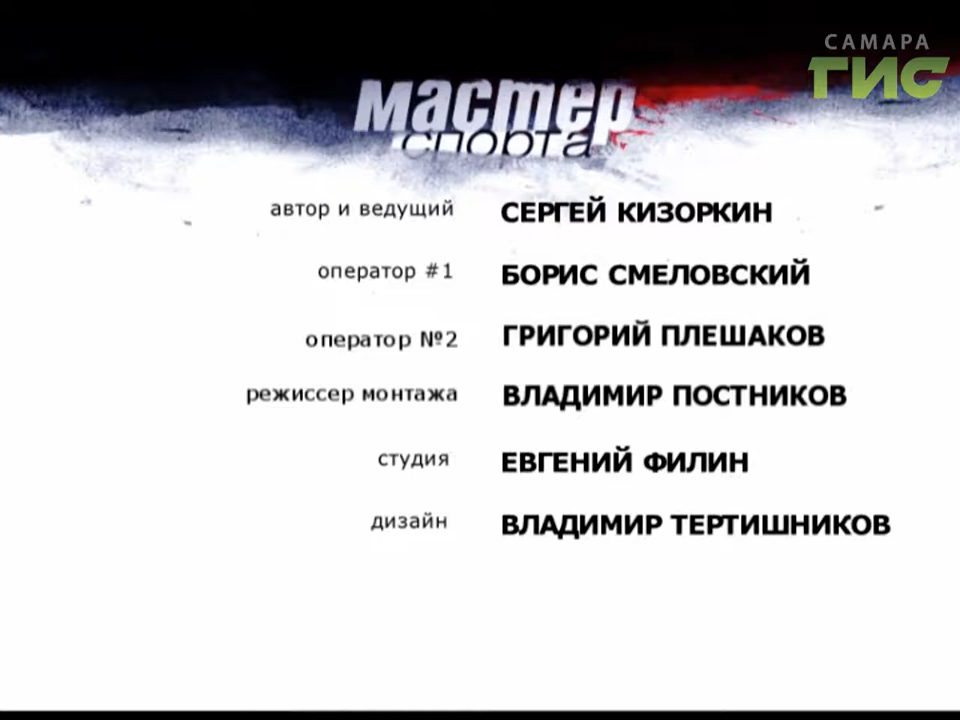 САМАРА
ГИС
мастер
спорта
автор и ведущий СЕРГЕЙ КИЗОРКИН
оператор #1 БОРИС СМЕЛОВСКИЙ
оператор №2 ГРИГОРИЙ ПЛЕШАКОВ
режиссер монтажа ВЛАДИМИР ПОСТНИКОВ
студия ЕВГЕНИЙ ФИЛИН
дизайн ВЛАДИМИР ТЕРТИШНИКОВ